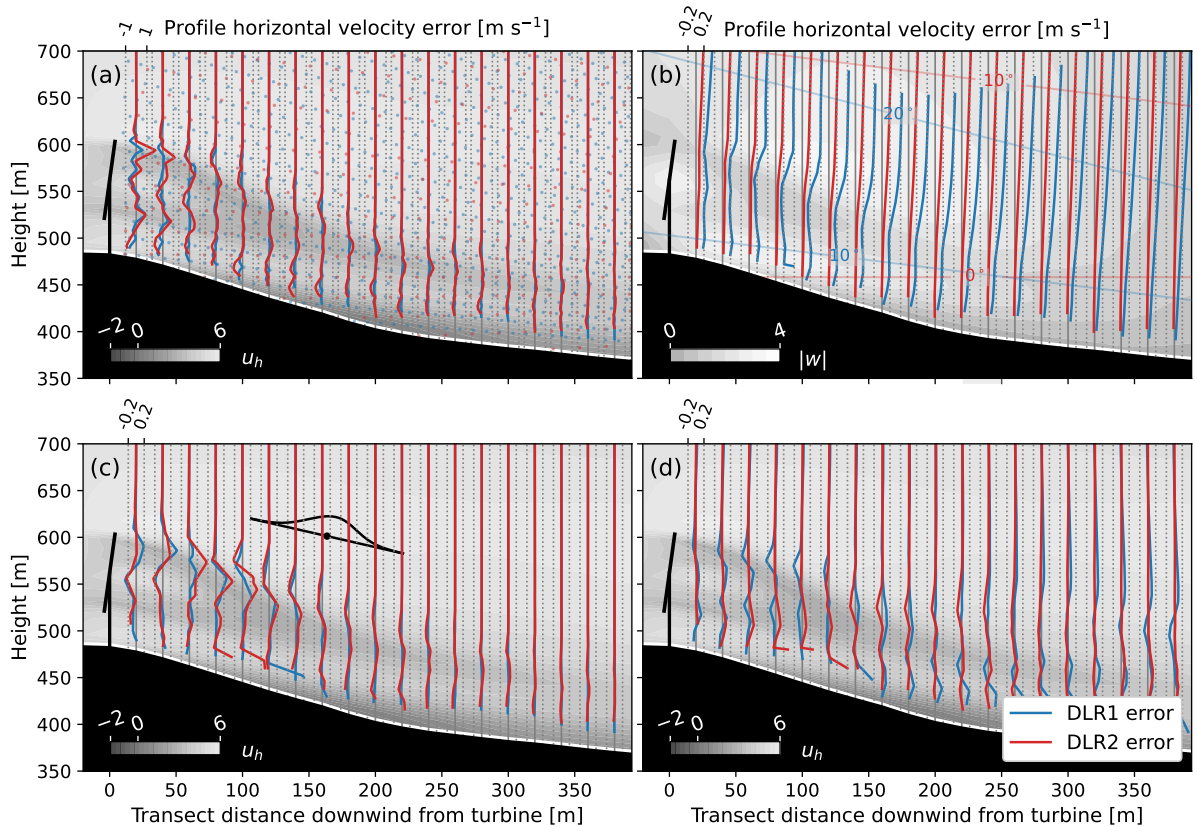 -1 1 Profile horizontal velocity error [m s⁻¹]
-0.2 0.2 Profile horizontal velocity error [m s⁻¹]
700
650
600
550
500
450
400
350
Height [m]
(a)
−2 0 6
u_h
(b)
10°
20°
10°
0°
0 4
|w|
-0.2 0.2
-0.2 0.2
700
650
600
550
500
450
400
350
Height [m]
(c)
−2 0 6
u_h
0 50 100 150 200 250 300 350
Transect distance downwind from turbine [m]
(d)
−2 0 6
u_h
DLR1 error
DLR2 error
0 50 100 150 200 250 300 350
Transect distance downwind from turbine [m]